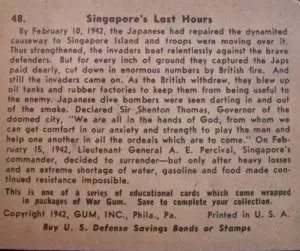 48. Singapore's Last Hours
By February 10, 1942, the Japanese had repaired the dynamited
causeway to Singapore Island and troops were moving over it.
Thus strengthened, the invaders beat relentlessly against the brave
defenders. But for every inch of ground they captured the Japs
paid dearly, cut down in enormous numbers by British fire. And
still the invaders came on. As the British withdrew, they blew up
oil tanks and rubber factories to keep them from being useful to
the enemy. Japanese dive bombers were seen darting in and out
of the smoke. Declared Sir Shenton Thomas, Governor of the
doomed city, "We are all in the hands of God, from whom we
can get comfort in our anxiety and strength to play the man and
help one another in all the ordeals which are to come." On Feb-
ruary 15, 1942, Lieutenant General A. E. Percival, Singapore's
commander, decided to surrender—but only after heavy losses
and an extreme shortage of water, gasoline and food made con-
tinued resistance impossible.
This is one of a series of educational cards which come wrapped
in packages of War Gum. Save to complete your collection.
Copyright 1942, GUM, INC., Phila., Pa. Printed in U. S. A.
Buy U. S. Defense Savings Bonds or Stamps